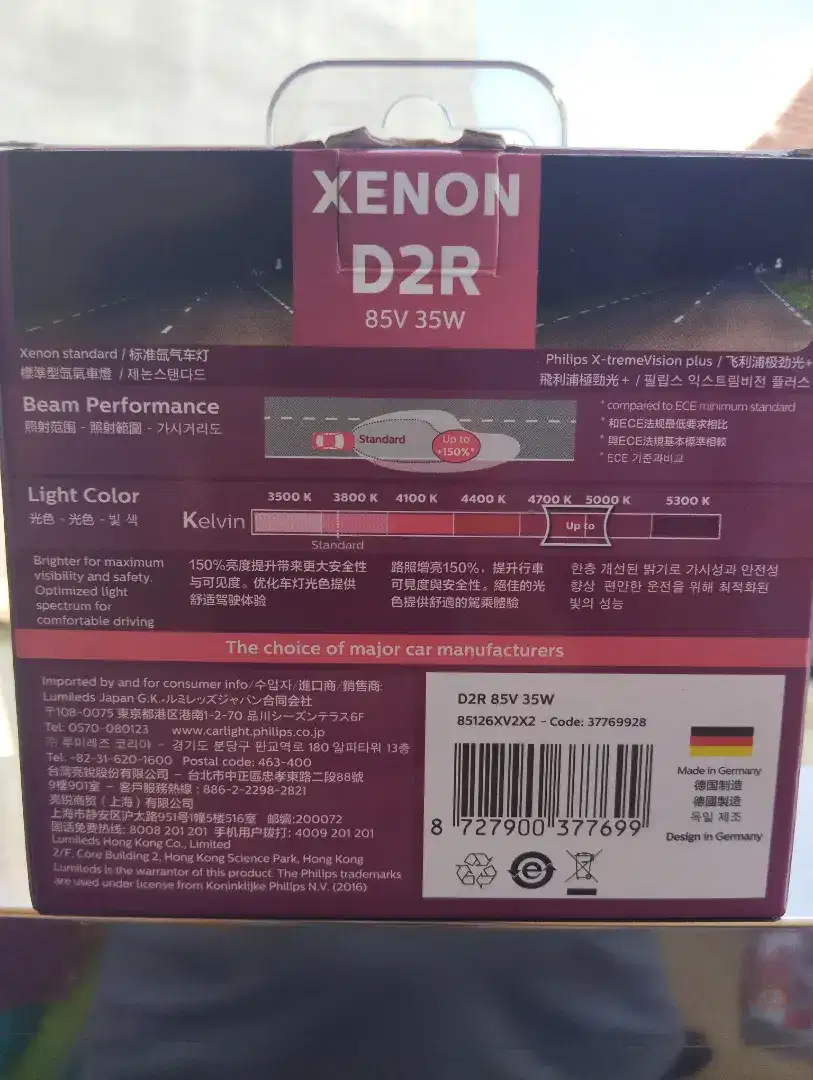 XENON
D2R
85V 35W
Xenon standard / 标准氙气车灯
標準型氙氣車燈 / 제논스탠다드
Philips X-tremeVision plus / 飞利浦极劲光+
飛利浦極勁光+ / 필립스 익스트림비전 플러스
Beam Performance
照射范围 - 照射範圍 - 가시거리도
Standard
Up to
+150%*
* compared to ECE minimum standard
* 和ECE法规最低要求相比
* 與ECE法規基本標準相較
* ECE 기준과비교
Light Color
光色 - 光色 - 빛 색
3500 K 3800 K 4100 K 4400 K 4700 K 5000 K 5300 K
Kelvin
Up to
Standard
Brighter for maximum
visibility and safety.
Optimized light
spectrum for
comfortable driving
150%亮度提升带来更大安全性
与可见度。优化车灯光色提供
舒适驾驶体验
路照增亮150%，提升行車
可見度與安全性。絕佳的光
色提供舒適的駕乘體驗
한층 개선된 밝기로 가시성과 안전성
향상 편안한 운전을 위해 최적화된
빛의 성능
The choice of major car manufacturers
Imported by and for consumer info/수입자/進口商/銷售商:
Lumileds Japan G.K.-ルミレッズジャパン合同会社
〒108-0075 東京都港区港南1-2-70 品川シーズンテラス6F
Tel: 0570-080123 www.carlight.philips.co.jp
㈜ 루미레즈 코리아 - 경기도 분당구 판교역로 180 알파타워 13층
Tel. +82-31-620-1600 Postal code: 463-400
台灣亮銳股份有限公司 - 台北市中正區忠孝東路二段88號
9樓901室 - 客戶服務熱線 : 886-2-2298-2821
亮锐商贸（上海）有限公司
上海市静安区沪太路951号1幢5楼516室 邮编:200072
固话免费热线: 8008 201 201 手机用户拨打: 4009 201 201
Lumileds Hong Kong Co., Limited
2/F. Core Building 2, Hong Kong Science Park, Hong Kong
Lumileds is the warrantor of this product. The Philips trademarks
are used under license from Koninklijke Philips N.V. (2016)
D2R 85V 35W
85126XV2X2 - Code: 37769928
8 727900 377699
Made in Germany
德国制造
德國製造
독일 제조
Design in Germany